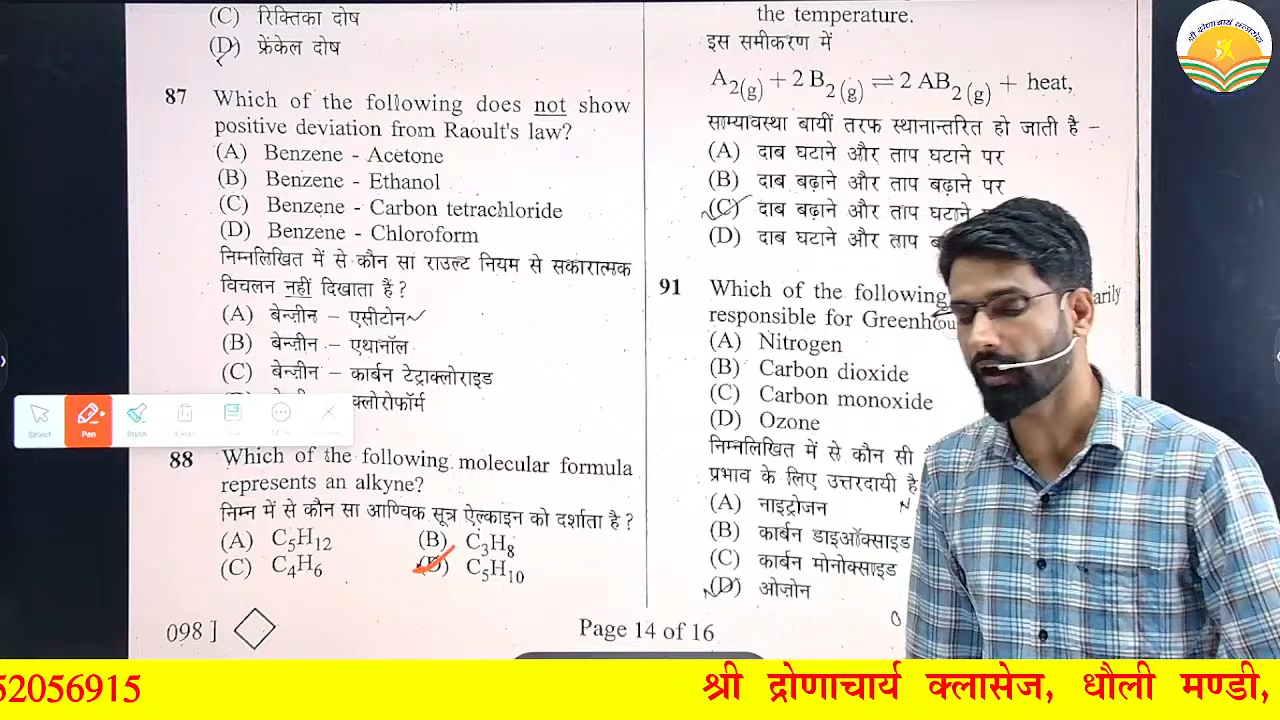 (C) रिक्तिका दोष
(D) फ्रेंकेल दोष
87 Which of the following does not show
positive deviation from Raoult's law?
(A) Benzene - Acetone
(B) Benzene - Ethanol
(C) Benzene - Carbon tetrachloride
(D) Benzene - Chloroform
निम्नलिखित में से कौन सा राउल्ट नियम से सकारात्मक
विचलन नहीं दिखाता है ?
(A) बेन्ज़ीन – एसीटोन
(B) बेन्ज़ीन – एथानॉल
(C) बेन्ज़ीन – कार्बन टेट्राक्लोराइड
क्लोरोफॉर्म
Select
Pen
Brush
88 Which of the following molecular formula
represents an alkyne?
निम्न में से कौन सा आण्विक सूत्र ऐल्काइन को दर्शाता है ?
(A) C5H12 (B) C3H8
(C) C4H6 (D) C5H10
098 ]
Page 14 of 16
the temperature.
इस समीकरण में
A2(g) + 2 B2(g) ⇌ 2 AB2(g) + heat,
साम्यावस्था बायीं तरफ स्थानान्तरित हो जाती है –
(A) दाब घटाने और ताप घटाने पर
(B) दाब बढ़ाने और ताप बढ़ाने पर
(C) दाब बढ़ाने और ताप घटाने
(D) दाब घटाने और ताप
91 Which of the following
responsible for
(A) Nitrogen
(B) Carbon dioxide
(C) Carbon monoxide
(D) Ozone
निम्नलिखित में से कौन सी
प्रभाव के लिए उत्तरदायी है
(A) नाइट्रोजन
(B) कार्बन डाइऑक्साइड
(C) कार्बन मोनोक्साइड
(D) ओज़ोन
श्री द्रोणाचार्य क्लासेज
52056915 श्री द्रोणाचार्य क्लासेज, धौली मण्डी,